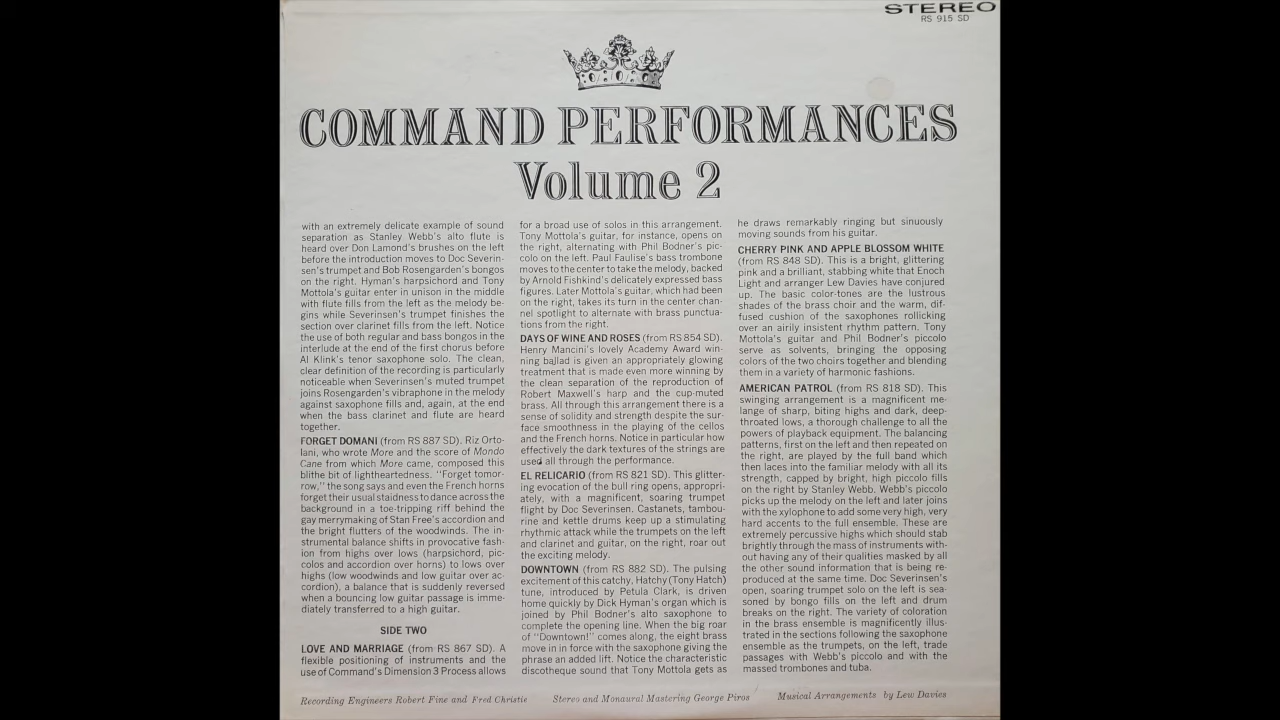 STEREO
RS 915 SD
COMMAND PERFORMANCES
Volume 2
with an extremely delicate example of sound
separation as Stanley Webb's alto flute is
heard over Don Lamond's brushes on the left
before the introduction moves to Doc Severin-
sen's trumpet and Bob Rosengarden's bongos
on the right. Hyman's harpsichord and Tony
Mottola's guitar enter in unison in the middle
with flute fills from the left as the melody be-
gins while Severinsen's trumpet finishes the
section over clarinet fills from the left. Notice
the use of both regular and bass bongos in the
interlude at the end of the first chorus before
Al Klink's tenor saxophone solo. The clean,
clear definition of the recording is particularly
noticeable when Severinsen's muted trumpet
joins Rosengarden's vibraphone in the melody
against saxophone fills and, again, at the end
when the bass clarinet and flute are heard
together.
FORGET DOMANI (from RS 887 SD). Riz Orto-
lani, who wrote More and the score of Mondo
Cane from which More came, composed this
blithe bit of lightheartedness. "Forget tomor-
row," the song says and even the French horns
forget their usual staidness to dance across the
background in a toe-tripping riff behind the
gay merrymaking of Stan Free's accordion and
the bright flutters of the woodwinds. The in-
strumental balance shifts in provocative fash-
ion from highs over lows (harpsichord, pic-
colos and accordion over horns) to lows over
highs (low woodwinds and low guitar over ac-
cordion), a balance that is suddenly reversed
when a bouncing low guitar passage is imme-
diately transferred to a high guitar.
SIDE TWO
LOVE AND MARRIAGE (from RS 867 SD). A
flexible positioning of instruments and the
use of Command's Dimension 3 Process allows
for a broad use of solos in this arrangement.
Tony Mottola's guitar, for instance, opens on
the right, alternating with Phil Bodner's pic-
colo on the left. Paul Faulise's bass trombone
moves to the center to take the melody, backed
by Arnold Fishkind's delicately expressed bass
figures. Later Mottola's guitar, which had been
on the right, takes its turn in the center chan-
nel spotlight to alternate with brass punctua-
tions from the right.
DAYS OF WINE AND ROSES (from RS 854 SD).
Henry Mancini's lovely Academy Award win-
ning ballad is given an appropriately glowing
treatment that is made even more winning by
the clean separation of the reproduction of
Robert Maxwell's harp and the cup-muted
brass. All through this arrangement there is a
sense of solidity and strength despite the sur-
face smoothness in the playing of the cellos
and the French horns. Notice in particular how
effectively the dark textures of the strings are
used all through the performance.
EL RELICARIO (from RS 821 SD). This glitter-
ing evocation of the bull ring opens, appropri-
ately, with a magnificent, soaring trumpet
flight by Doc Severinsen. Castanets, tambou-
rine and kettle drums keep up a stimulating
rhythmic attack while the trumpets on the left
and clarinet and guitar, on the right, roar out
the exciting melody.
DOWNTOWN (from RS 882 SD). The pulsing
excitement of this catchy, Hatchy (Tony Hatch)
tune, introduced by Petula Clark, is driven
home quickly by Dick Hyman's organ which is
joined by Phil Bodner's alto saxophone to
complete the opening line. When the big roar
of "Downtown!" comes along, the eight brass
move in in force with the saxophone giving the
phrase an added lift. Notice the characteristic
discotheque sound that Tony Mottola gets as
he draws remarkably ringing but sinuously
moving sounds from his guitar.
CHERRY PINK AND APPLE BLOSSOM WHITE
(from RS 848 SD). This is a bright, glittering
pink and a brilliant, stabbing white that Enoch
Light and arranger Lew Davies have conjured
up. The basic color-tones are the lustrous
shades of the brass choir and the warm, dif-
fused cushion of the saxophones rollicking
over an airily insistent rhythm pattern. Tony
Mottola's guitar and Phil Bodner's piccolo
serve as solvents, bringing the opposing
colors of the two choirs together and blending
them in a variety of harmonic fashions.
AMERICAN PATROL (from RS 818 SD). This
swinging arrangement is a magnificent me-
lange of sharp, biting highs and dark, deep-
throated lows, a thorough challenge to all the
powers of playback equipment. The balancing
patterns, first on the left and then repeated on
the right, are played by the full band which
then laces into the familiar melody with all its
strength, capped by bright, high piccolo fills
on the right by Stanley Webb. Webb's piccolo
picks up the melody on the left and later joins
with the xylophone to add some very high, very
hard accents to the full ensemble. These are
extremely percussive highs which should stab
brightly through the mass of instruments with-
out having any of their qualities masked by all
the other sound information that is being re-
produced at the same time. Doc Severinsen's
open, soaring trumpet solo on the left is sea-
soned by bongo fills on the left and drum
breaks on the right. The variety of coloration
in the brass ensemble is magnificently illus-
trated in the sections following the saxophone
ensemble as the trumpets, on the left, trade
passages with Webb's piccolo and with the
massed trombones and tuba.
Recording Engineers Robert Fine and Fred Christie Stereo and Monaural Mastering George Piros Musical Arrangements by Lew Davies